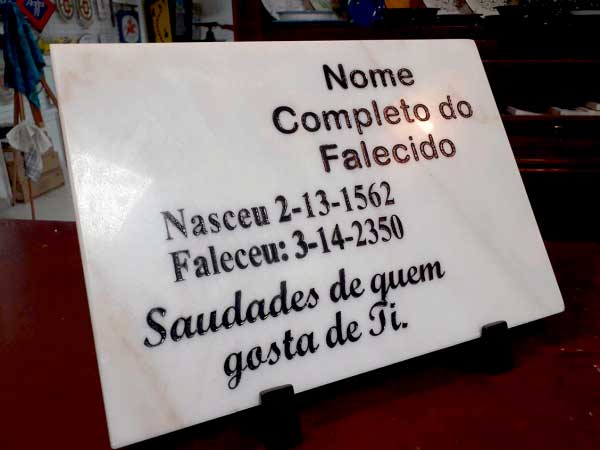 Nome
Completo do
Falecido
Nasceu 2-13-1562
Faleceu: 3-14-2350
Saudades de quem
gosta de Ti.